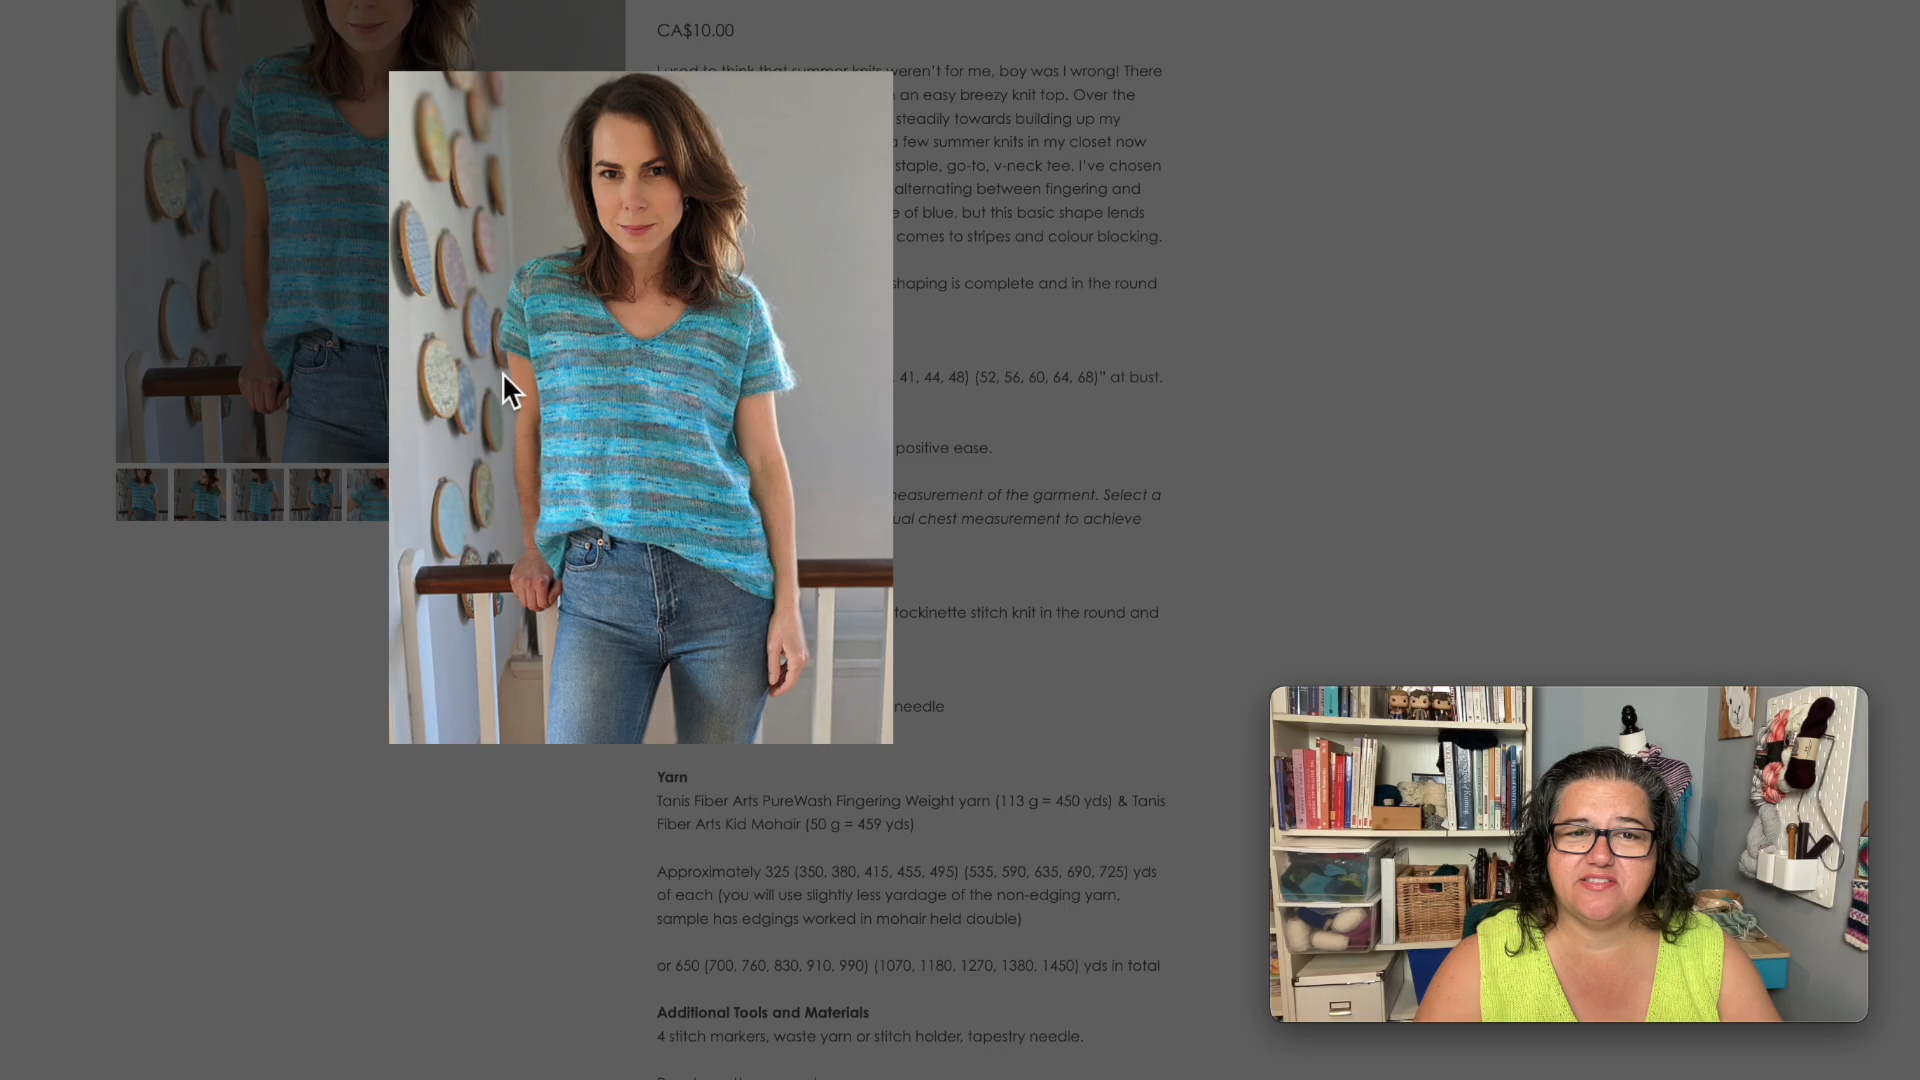 CA$10.00
I used to think that summer knits weren't for me, boy was I wrong! There
an easy breezy knit top. Over the
steadily towards building up my
a few summer knits in my closet now
staple, go-to, v-neck tee. I've chosen
alternating between fingering and
e of blue, but this basic shape lends
comes to stripes and colour blocking.
shaping is complete and in the round
41, 44, 48) (52, 56, 60, 64, 68)" at bust.
positive ease.
measurement of the garment. Select a
ual chest measurement to achieve
tockinette stitch knit in the round and
needle
Yarn
Tanis Fiber Arts PureWash Fingering Weight yarn (113 g = 450 yds) & Tanis
Fiber Arts Kid Mohair (50 g = 459 yds)
Approximately 325 (350, 380, 415, 455, 495) (535, 590, 635, 690, 725) yds
of each (you will use slightly less yardage of the non-edging yarn,
sample has edgings worked in mohair held double)
or 650 (700, 760, 830, 910, 990) (1070, 1180, 1270, 1380, 1450) yds in total
Additional Tools and Materials
4 stitch markers, waste yarn or stitch holder, tapestry needle.